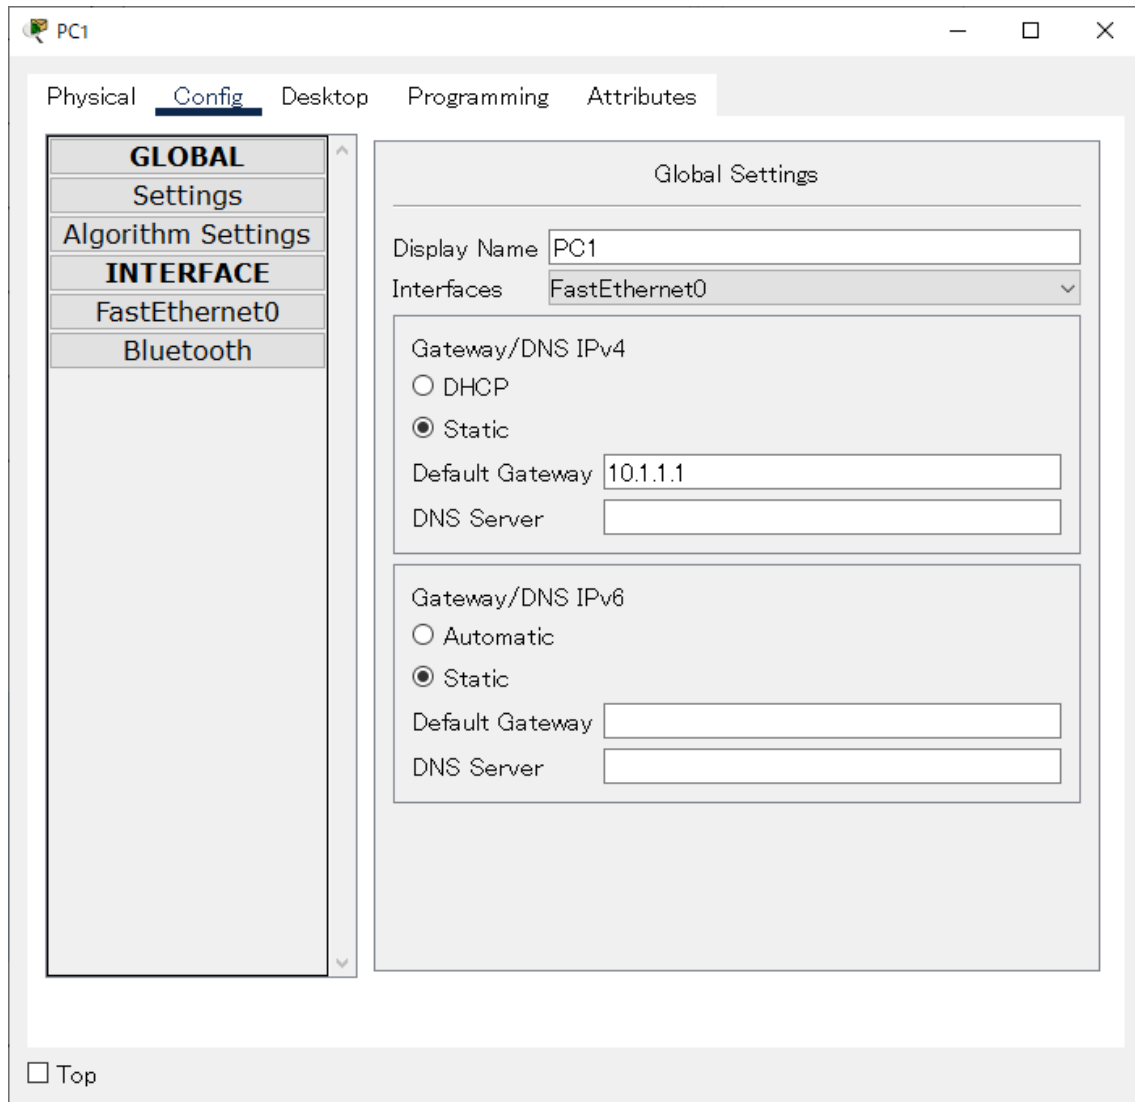 PC1
Physical Config Desktop Programming Attributes
GLOBAL
Settings
Algorithm Settings
INTERFACE
FastEthernet0
Bluetooth
Global Settings
Display Name PC1
Interfaces FastEthernet0
Gateway/DNS IPv4
DHCP
Static
Default Gateway 10.1.1.1
DNS Server
Gateway/DNS IPv6
Automatic
Static
Default Gateway
DNS Server
Top